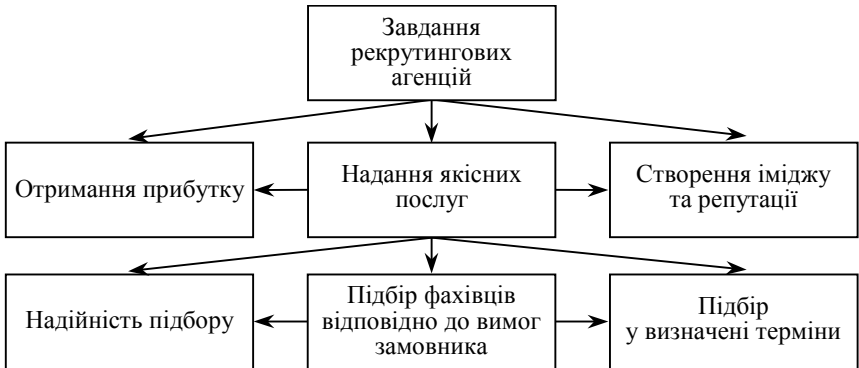 Завдання
рекрутингових
агенцій
Отримання прибутку
Надання якісних
послуг
Створення іміджу
та репутації
Надійність підбору
Підбір фахівців
відповідно до вимог
замовника
Підбір
у визначені терміни